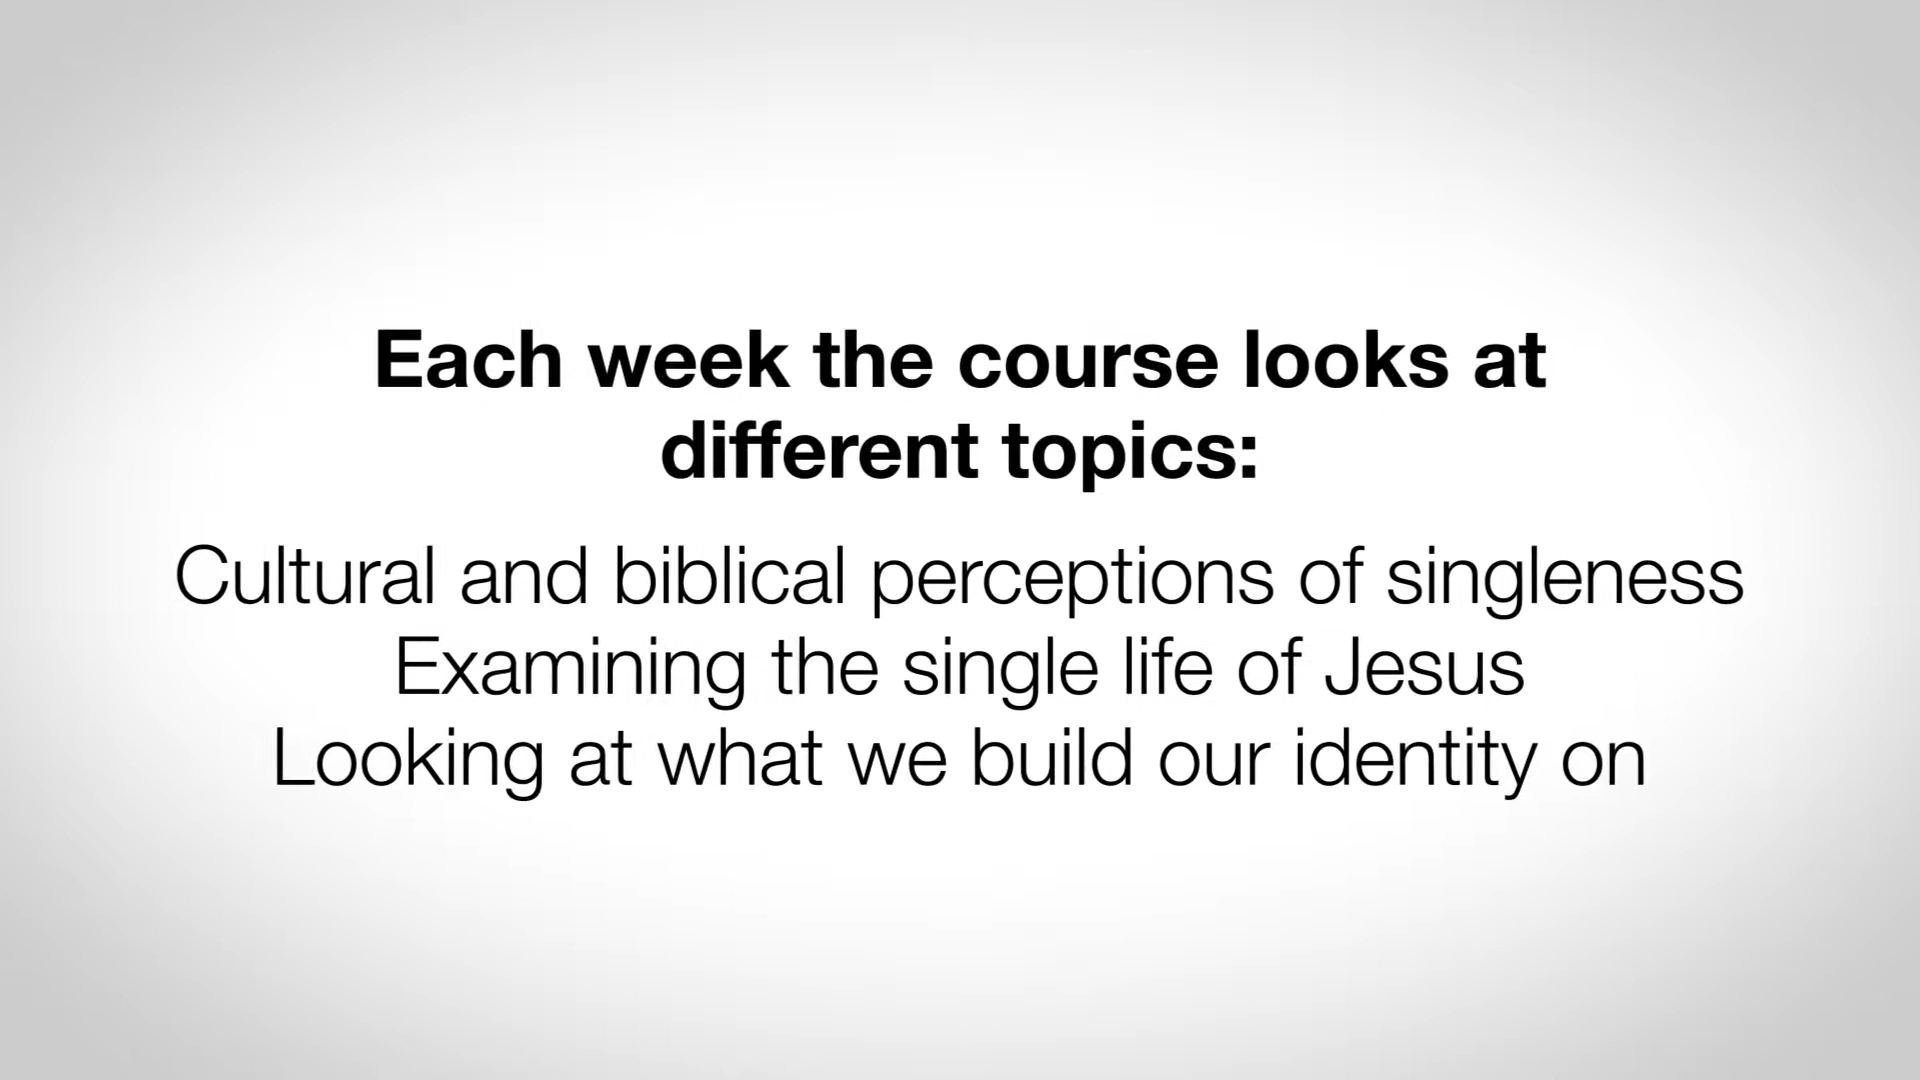 Each week the course looks at
different topics:
Cultural and biblical perceptions of singleness
Examining the single life of Jesus
Looking at what we build our identity on